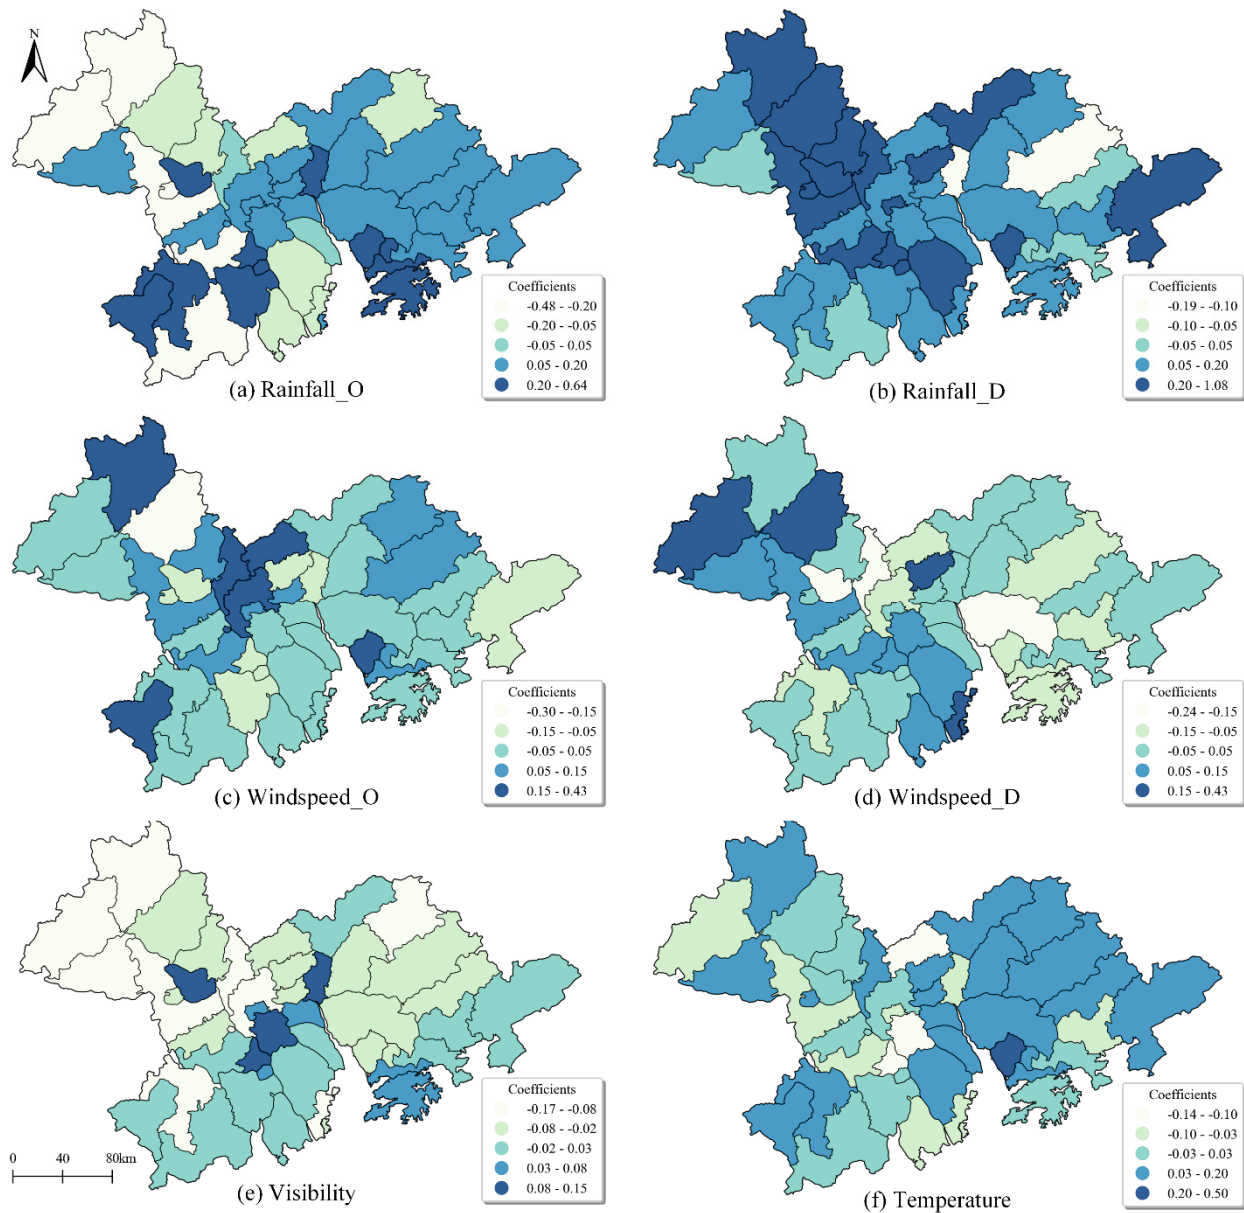 N
Coefficients
-0.48 - -0.20
-0.20 - -0.05
-0.05 - 0.05
0.05 - 0.20
0.20 - 0.64
(a) Rainfall_O
Coefficients
-0.19 - -0.10
-0.10 - -0.05
-0.05 - 0.05
0.05 - 0.20
0.20 - 1.08
(b) Rainfall_D
Coefficients
-0.30 - -0.15
-0.15 - -0.05
-0.05 - 0.05
0.05 - 0.15
0.15 - 0.43
(c) Windspeed_O
Coefficients
-0.24 - -0.15
-0.15 - -0.05
-0.05 - 0.05
0.05 - 0.15
0.15 - 0.43
(d) Windspeed_D
Coefficients
-0.17 - -0.08
-0.08 - -0.02
-0.02 - 0.03
0.03 - 0.08
0.08 - 0.15
0 40 80km
(e) Visibility
Coefficients
-0.14 - -0.10
-0.10 - -0.03
-0.03 - 0.03
0.03 - 0.20
0.20 - 0.50
(f) Temperature